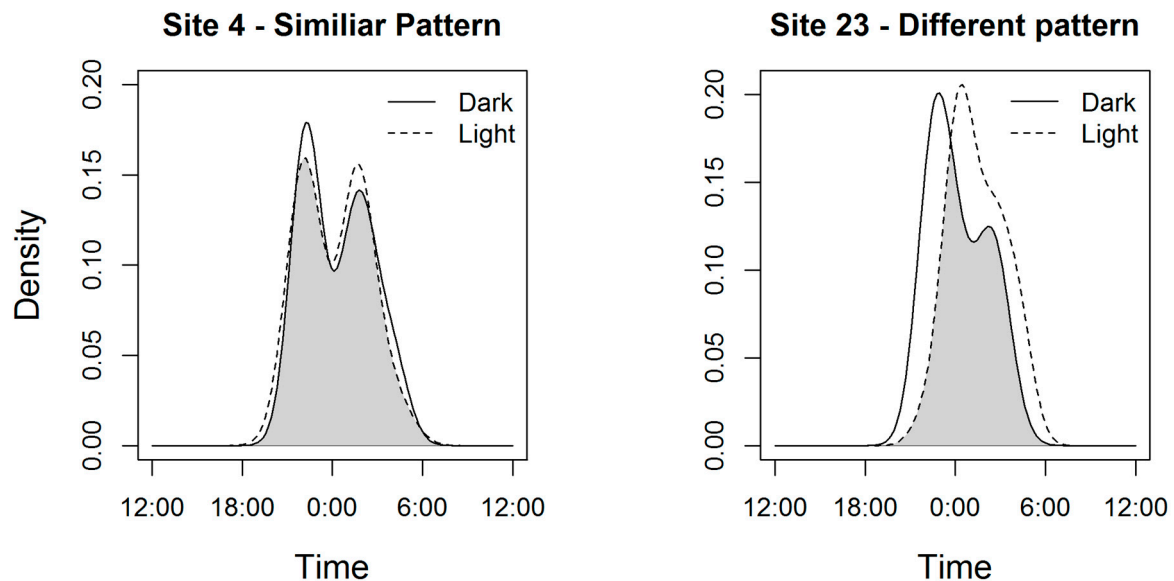 Site 4 - Similiar Pattern
Density
0.20
0.15
0.10
0.05
0.00
Dark
Light
12:00 18:00 0:00 6:00 12:00
Time
Site 23 - Different pattern
0.20
0.15
0.10
0.05
0.00
Dark
Light
12:00 18:00 0:00 6:00 12:00
Time